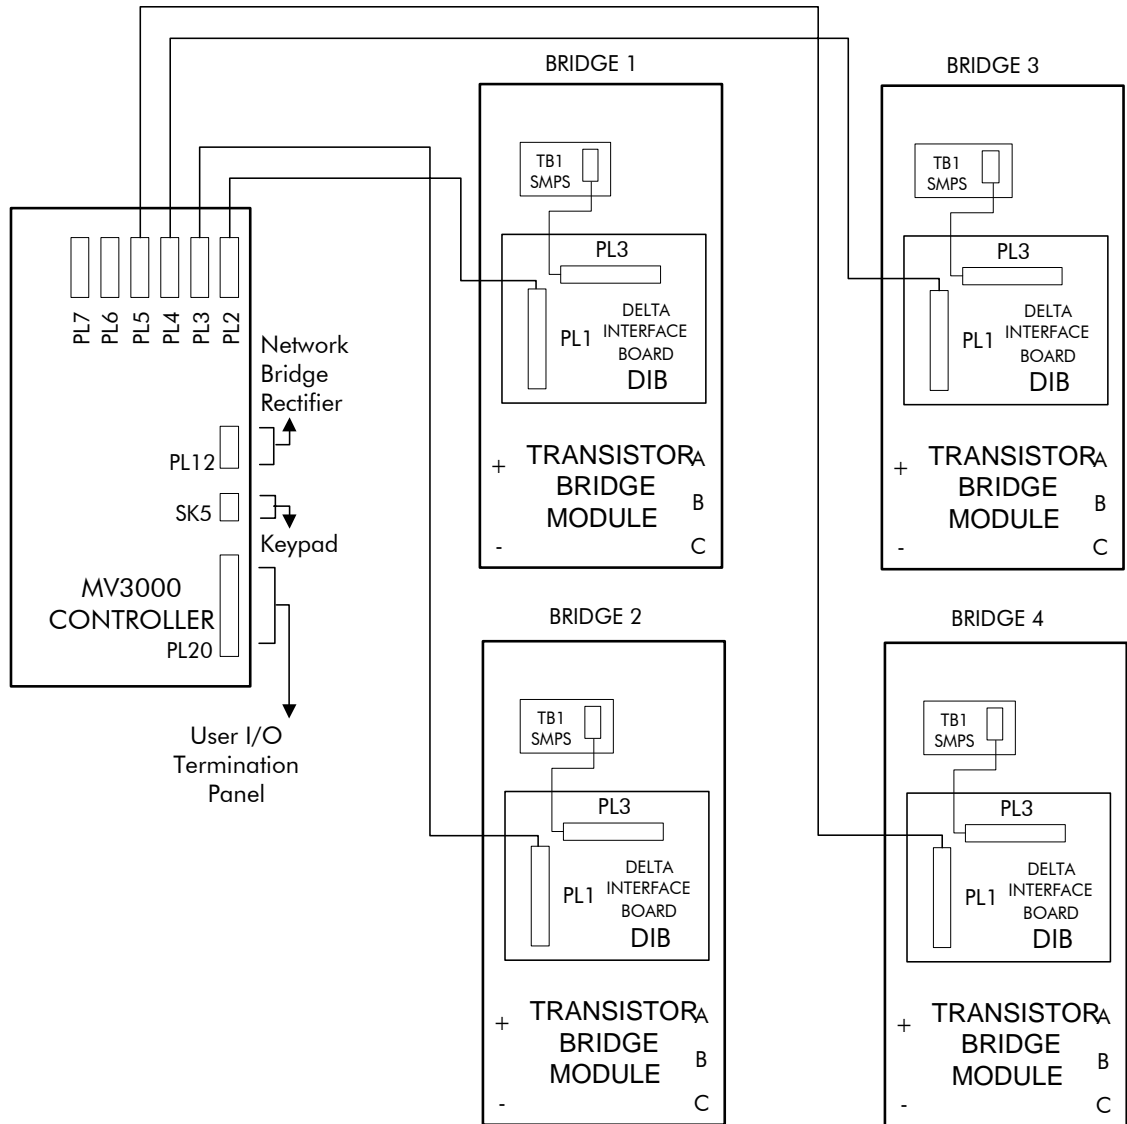 BRIDGE 1
BRIDGE 3
TB1
SMPS
PL3
PL1
DELTA
INTERFACE
BOARD
DIB
TRANSISTOR
BRIDGE
MODULE
+
-
A
B
C
TB1
SMPS
PL3
PL1
DELTA
INTERFACE
BOARD
DIB
TRANSISTOR
BRIDGE
MODULE
+
-
A
B
C
PL7
PL6
PL5
PL4
PL3
PL2
Network
Bridge
Rectifier
PL12
SK5
Keypad
MV3000
CONTROLLER
PL20
User I/O
Termination
Panel
BRIDGE 2
BRIDGE 4
TB1
SMPS
PL3
PL1
DELTA
INTERFACE
BOARD
DIB
TRANSISTOR
BRIDGE
MODULE
+
-
A
B
C
TB1
SMPS
PL3
PL1
DELTA
INTERFACE
BOARD
DIB
TRANSISTOR
BRIDGE
MODULE
+
-
A
B
C